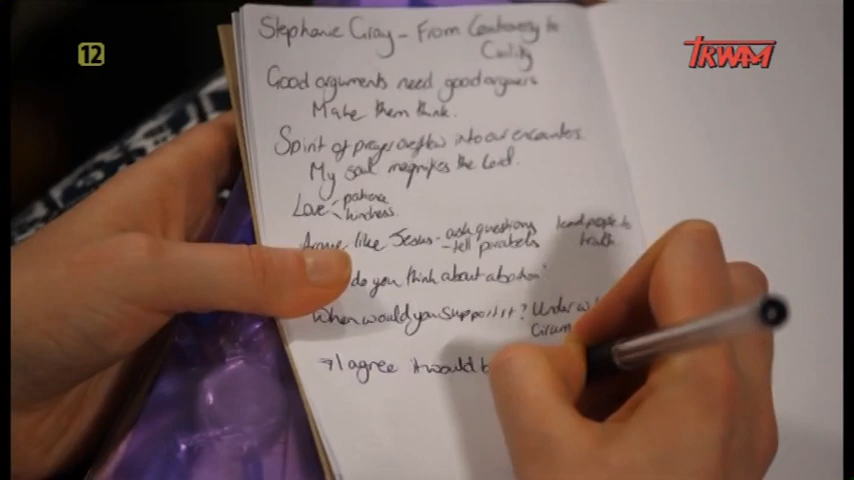 12
TRWAM
Stephanie Gray - From Controversy to
Civility
Good arguments need good arguers
Make them think.
Spirit of prayer overflow into our encounters.
My soul magnifies the Lord.
Love - patience
kindness.
like Jesus - ask questions lead people to
- tell parabels truth.
do you think about abortion?
When would you support it? Under
Circum
→ I agree it would b